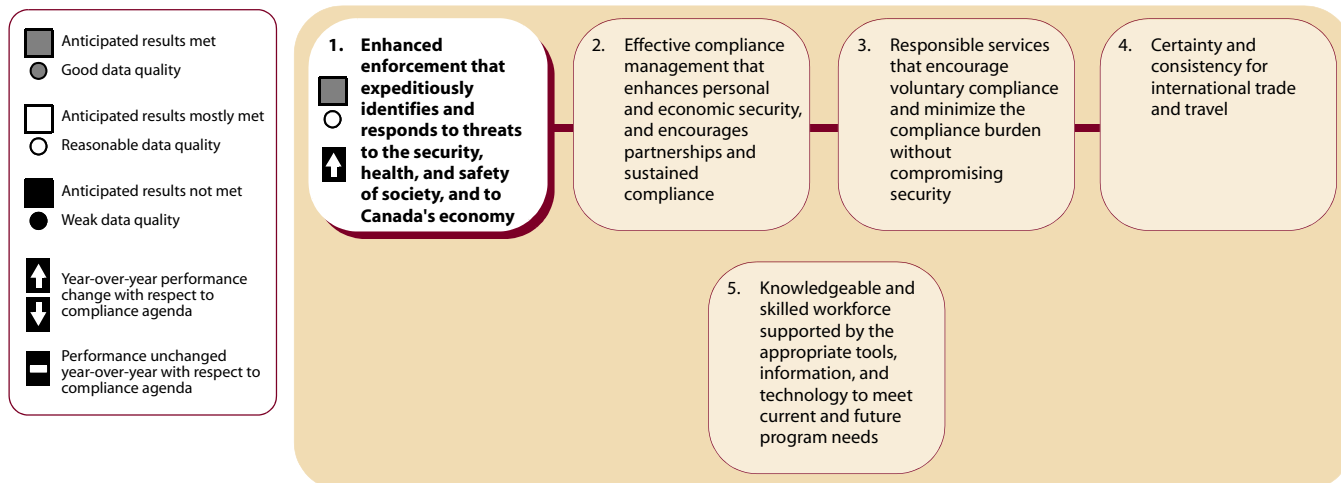 Anticipated results met
Good data quality
Anticipated results mostly met
Reasonable data quality
Anticipated results not met
Weak data quality
Year-over-year performance
change with respect to
compliance agenda
Performance unchanged
year-over-year with respect to
compliance agenda
1. Enhanced
enforcement that
expeditiously
identifies and
responds to threats
to the security,
health, and safety
of society, and to
Canada's economy
2. Effective compliance
management that
enhances personal
and economic security,
and encourages
partnerships and
sustained
compliance
3. Responsible services
that encourage
voluntary compliance
and minimize the
compliance burden
without
compromising
security
4. Certainty and
consistency for
international trade
and travel
5. Knowledgeable and
skilled workforce
supported by the
appropriate tools,
information, and
technology to meet
current and future
program needs